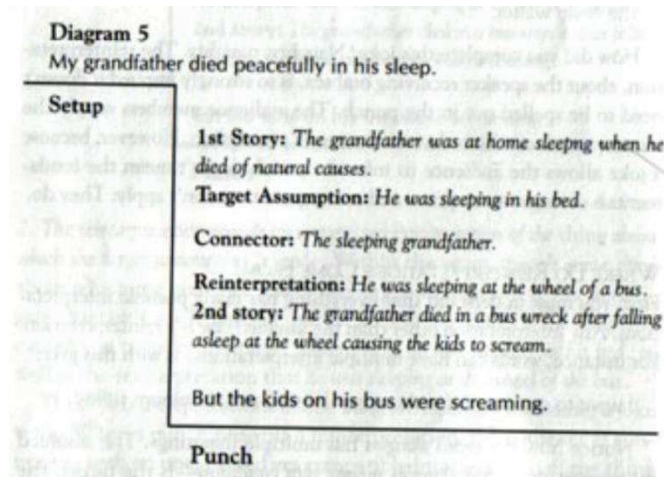 Diagram 5
My grandfather died peacefully in his sleep.
Setup
1st Story: The grandfather was at home sleepng when he
died of natural causes.
Target Assumption: He was sleeping in his bed.
Connector: The sleeping grandfather.
Reinterpretation: He was sleeping at the wheel of a bus.
2nd story: The grandfather died in a bus wreck after falling
asleep at the wheel causing the kids to scream.
But the kids on his bus were screaming.
Punch